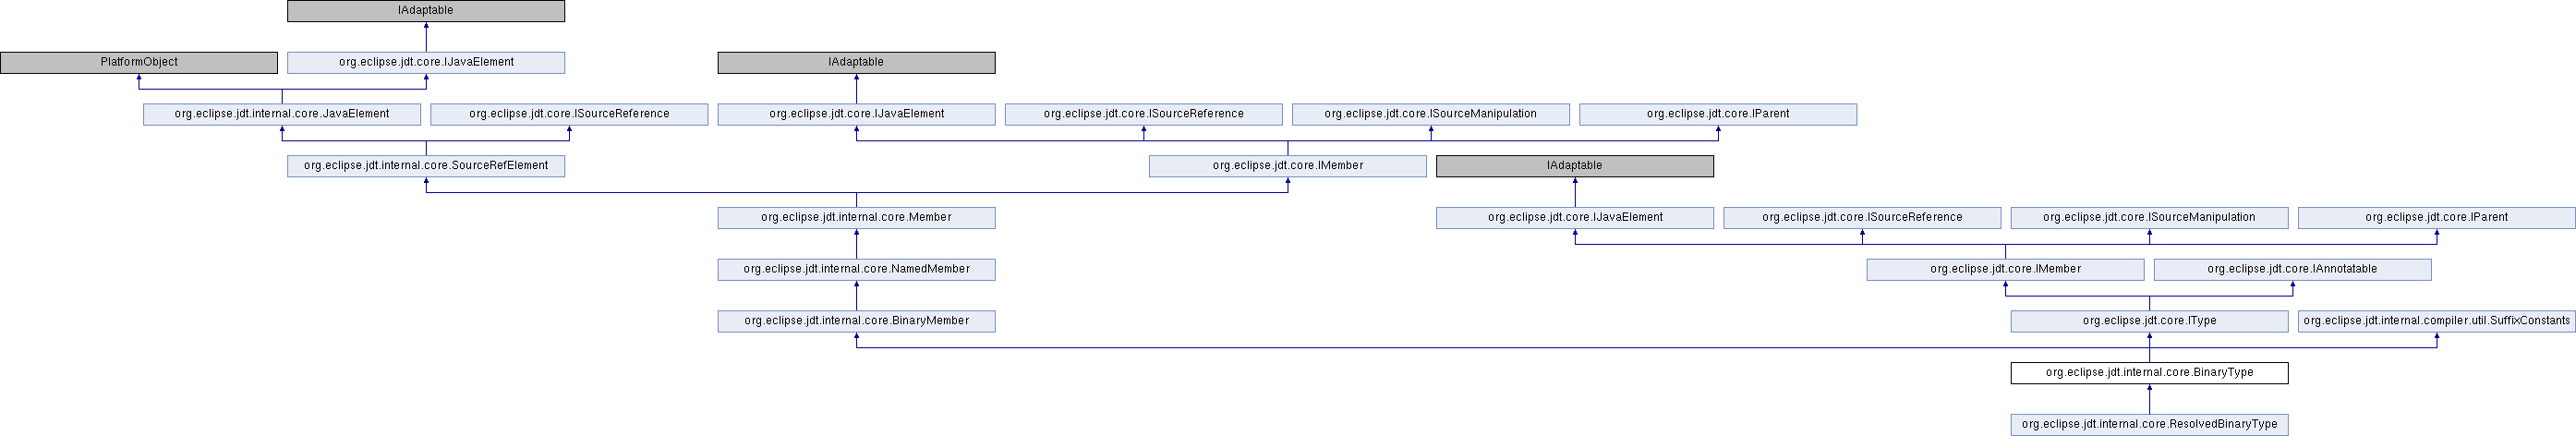 IAdaptable
PlatformObject
org.eclipse.jdt.core.IJavaElement
IAdaptable
org.eclipse.jdt.internal.core.JavaElement
org.eclipse.jdt.core.ISourceReference
org.eclipse.jdt.core.IJavaElement
org.eclipse.jdt.core.ISourceReference
org.eclipse.jdt.core.ISourceManipulation
org.eclipse.jdt.core.IParent
org.eclipse.jdt.internal.core.SourceRefElement
org.eclipse.jdt.core.IMember
IAdaptable
org.eclipse.jdt.internal.core.Member
org.eclipse.jdt.core.IJavaElement
org.eclipse.jdt.core.ISourceReference
org.eclipse.jdt.core.ISourceManipulation
org.eclipse.jdt.core.IParent
org.eclipse.jdt.internal.core.NamedMember
org.eclipse.jdt.core.IMember
org.eclipse.jdt.core.IAnnotatable
org.eclipse.jdt.internal.core.BinaryMember
org.eclipse.jdt.core.IType
org.eclipse.jdt.internal.compiler.util.SuffixConstants
org.eclipse.jdt.internal.core.BinaryType
org.eclipse.jdt.internal.core.ResolvedBinaryType